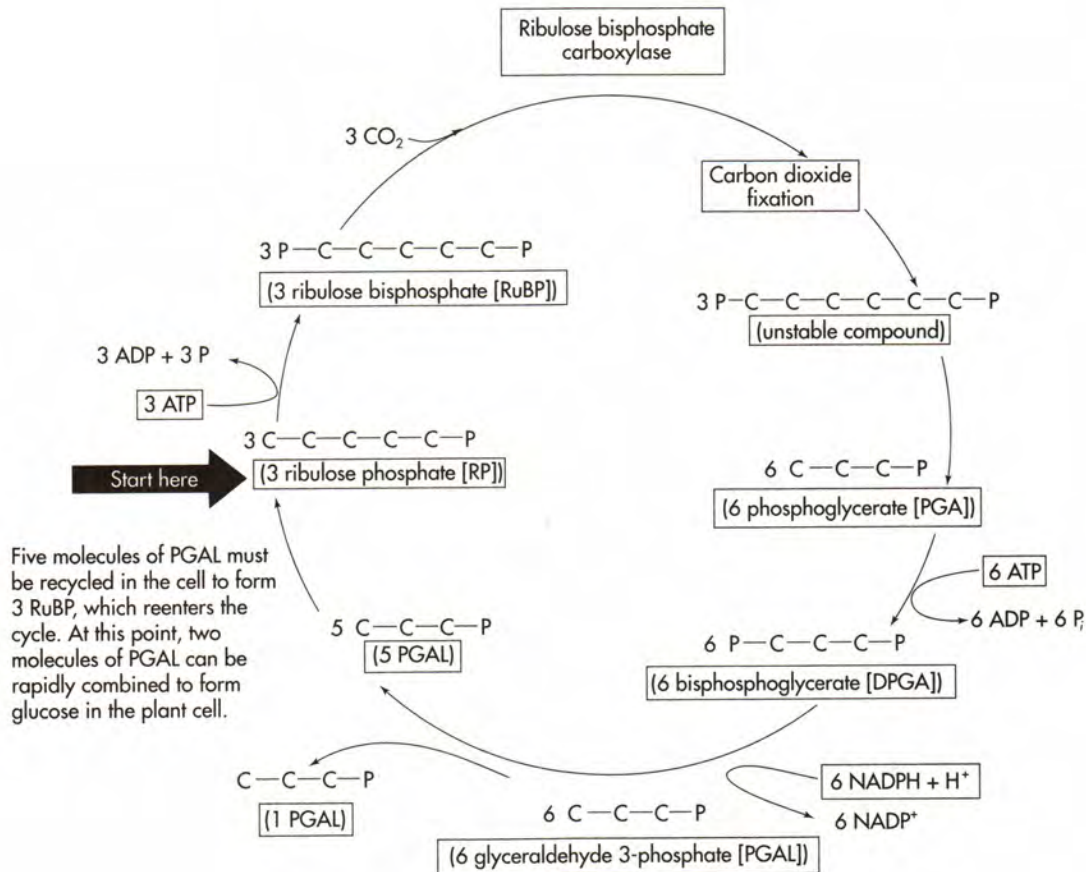 Ribulose bisphosphate
carboxylase
3 CO₂
Carbon dioxide
fixation
3 P—C—C—C—C—C—P
(3 ribulose bisphosphate [RuBP])
3 P—C—C—C—C—C—C—P
(unstable compound)
3 ADP + 3 P
3 ATP
3 C—C—C—C—C—P
Start here
(3 ribulose phosphate [RP])
6 C—C—C—P
(6 phosphoglycerate [PGA])
Five molecules of PGAL must
be recycled in the cell to form
3 RuBP, which reenters the
cycle. At this point, two
molecules of PGAL can be
rapidly combined to form
glucose in the plant cell.
6 ATP
6 ADP + 6 Pᵢ
5 C—C—C—P
(5 PGAL)
6 P—C—C—C—P
(6 bisphosphoglycerate [DPGA])
C—C—C—P
(1 PGAL)
6 NADPH + H⁺
6 NADP⁺
6 C—C—C—P
(6 glyceraldehyde 3-phosphate [PGAL])